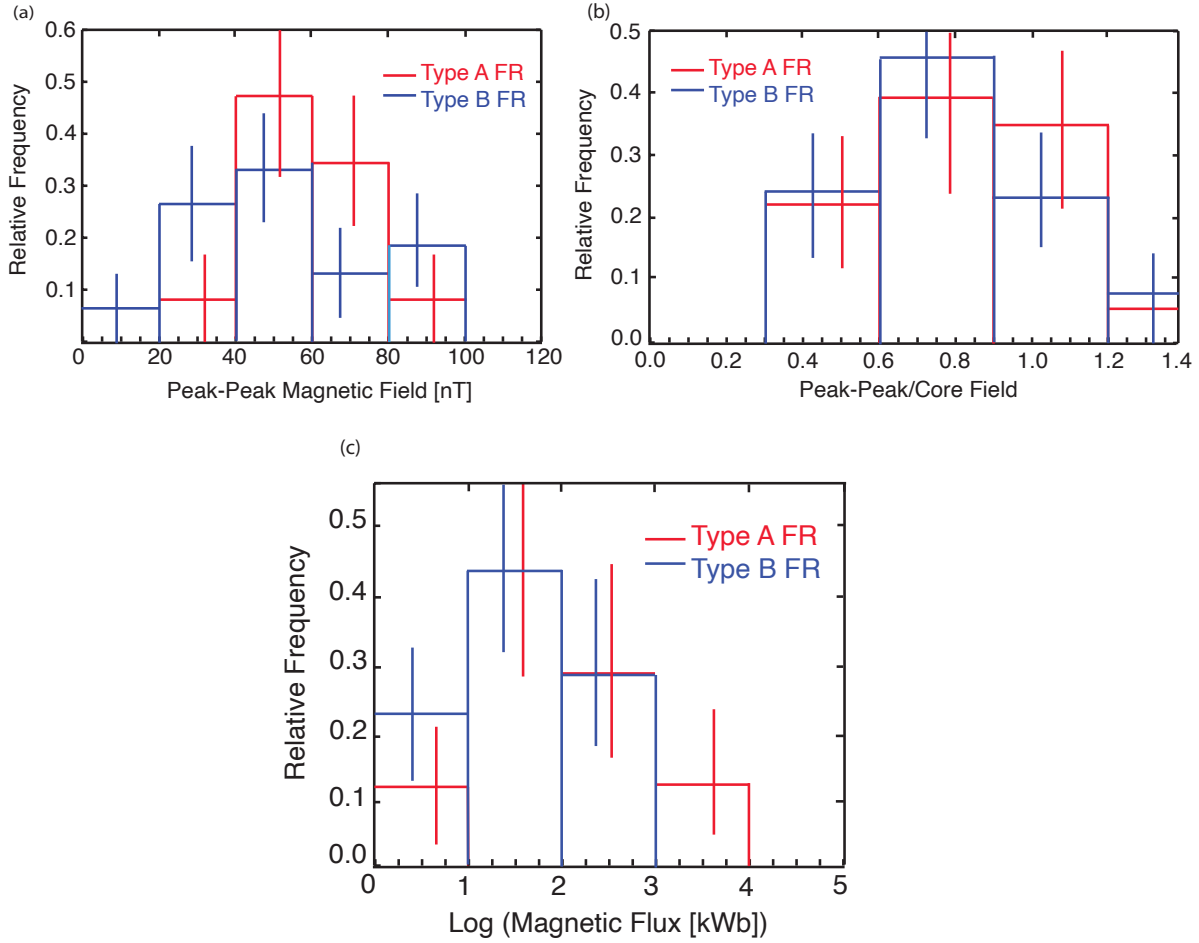 (a)
0.6
0.5
0.4
0.3
0.2
0.1
Relative Frequency
Type A FR
Type B FR
0 20 40 60 80 100 120
Peak-Peak Magnetic Field [nT]
(b)
0.5
0.4
0.3
0.2
0.1
0.0
Relative Frequency
Type A FR
Type B FR
0.0 0.2 0.4 0.6 0.8 1.0 1.2 1.4
Peak-Peak/Core Field
(c)
0.5
0.4
0.3
0.2
0.1
0.0
Relative Frequency
Type A FR
Type B FR
0 1 2 3 4 5
Log (Magnetic Flux [kWb])